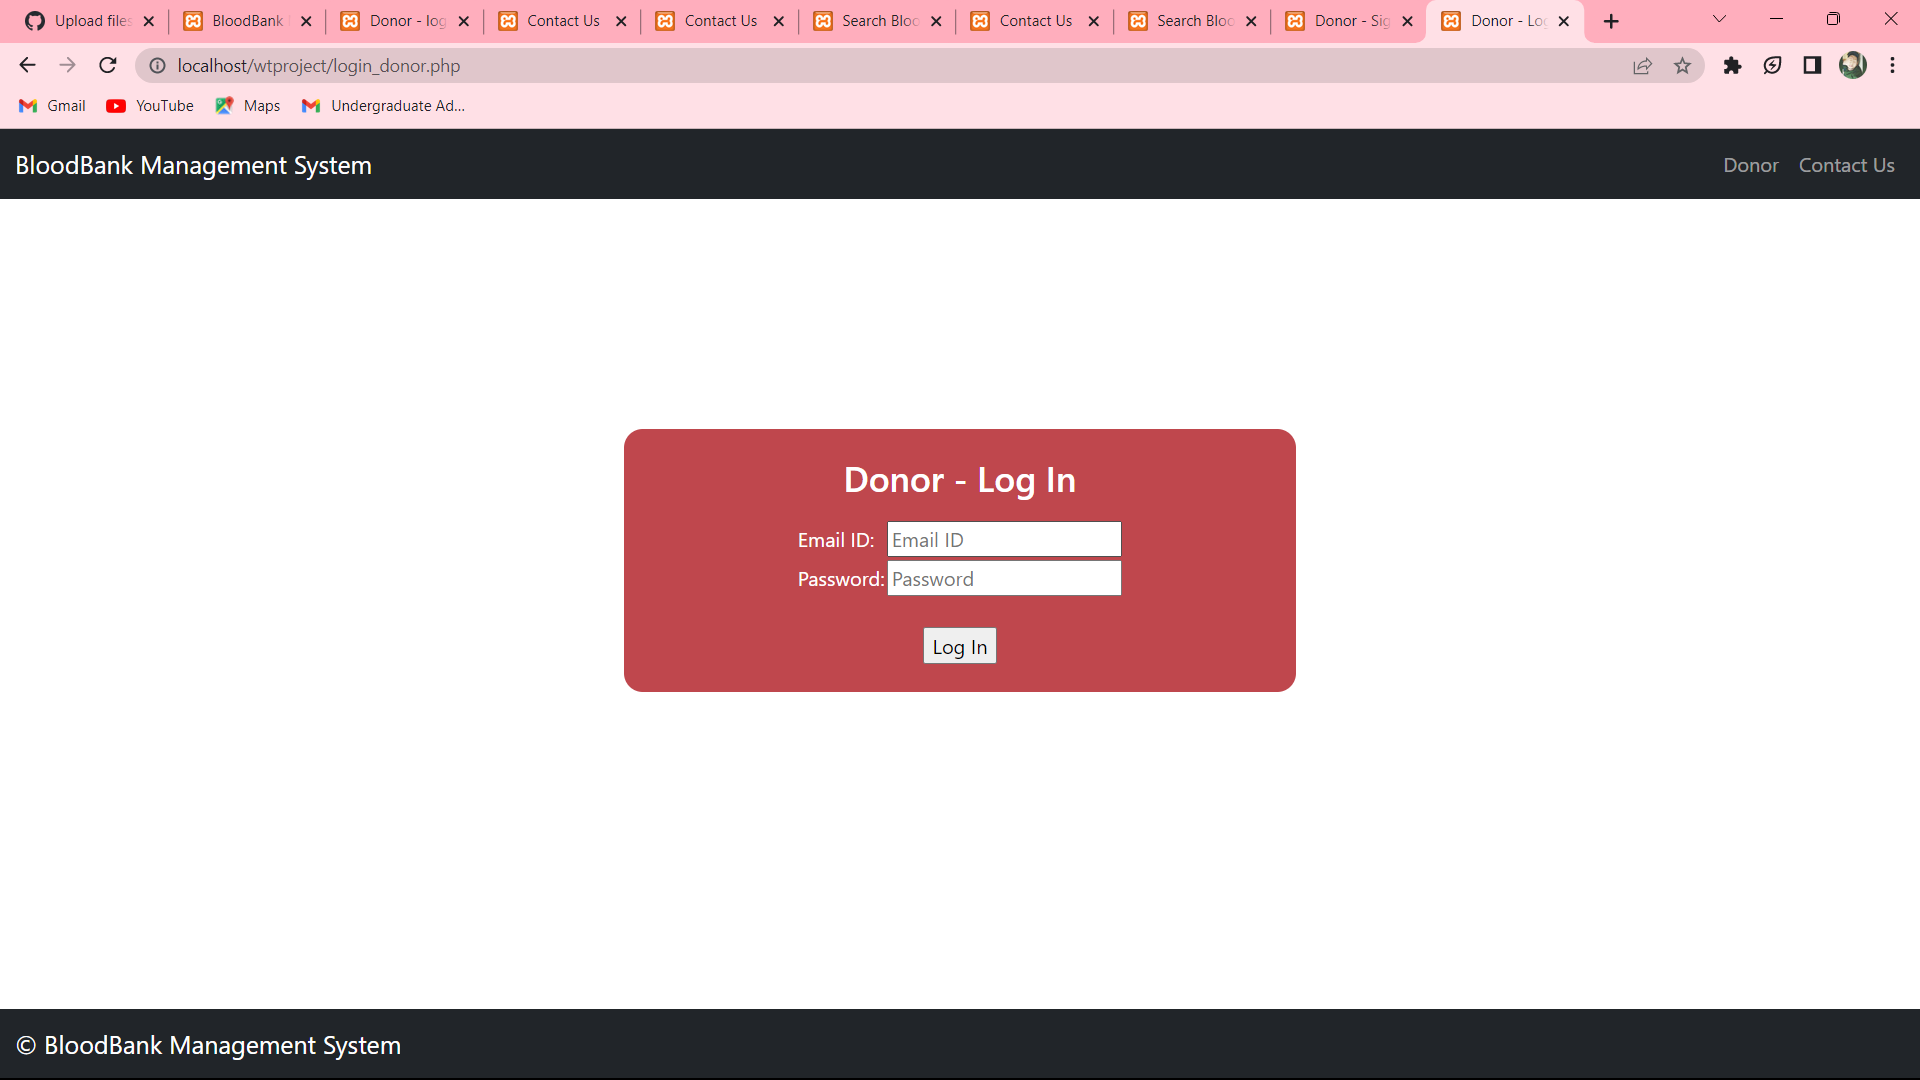 Upload files
BloodBank
Donor - log
Contact Us
Contact Us
Search Bloo
Contact Us
Search Bloo
Donor - Sig
Donor - Log
localhost/wtproject/login_donor.php
Gmail
YouTube
Maps
Undergraduate Ad...
BloodBank Management System
Donor
Contact Us
Donor - Log In
Email ID:
Email ID
Password:
Password
Log In
© BloodBank Management System